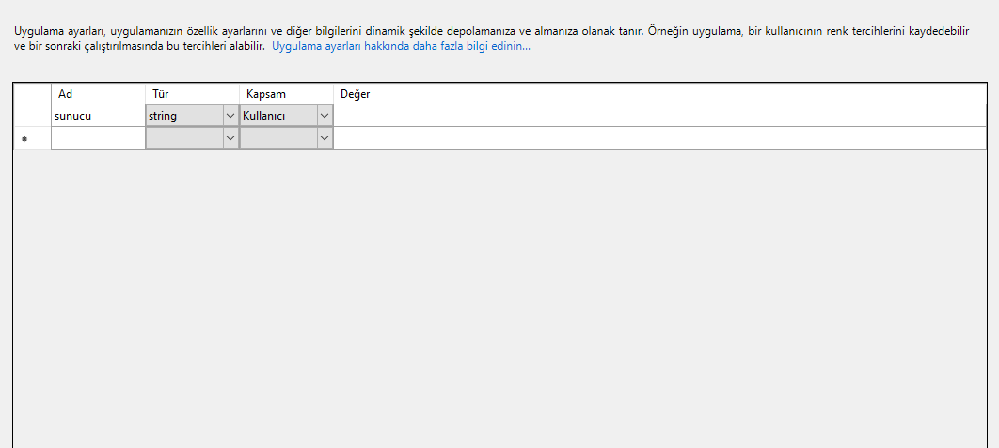 Uygulama ayarları, uygulamanızın özellik ayarlarını ve diğer bilgilerini dinamik şekilde depolamanıza ve almanıza olanak tanır. Örneğin uygulama, bir kullanıcının renk tercihlerini kaydedebilir
ve bir sonraki çalıştırılmasında bu tercihleri alabilir. Uygulama ayarları hakkında daha fazla bilgi edinin...
Ad Tür Kapsam Değer
sunucu string Kullanıcı